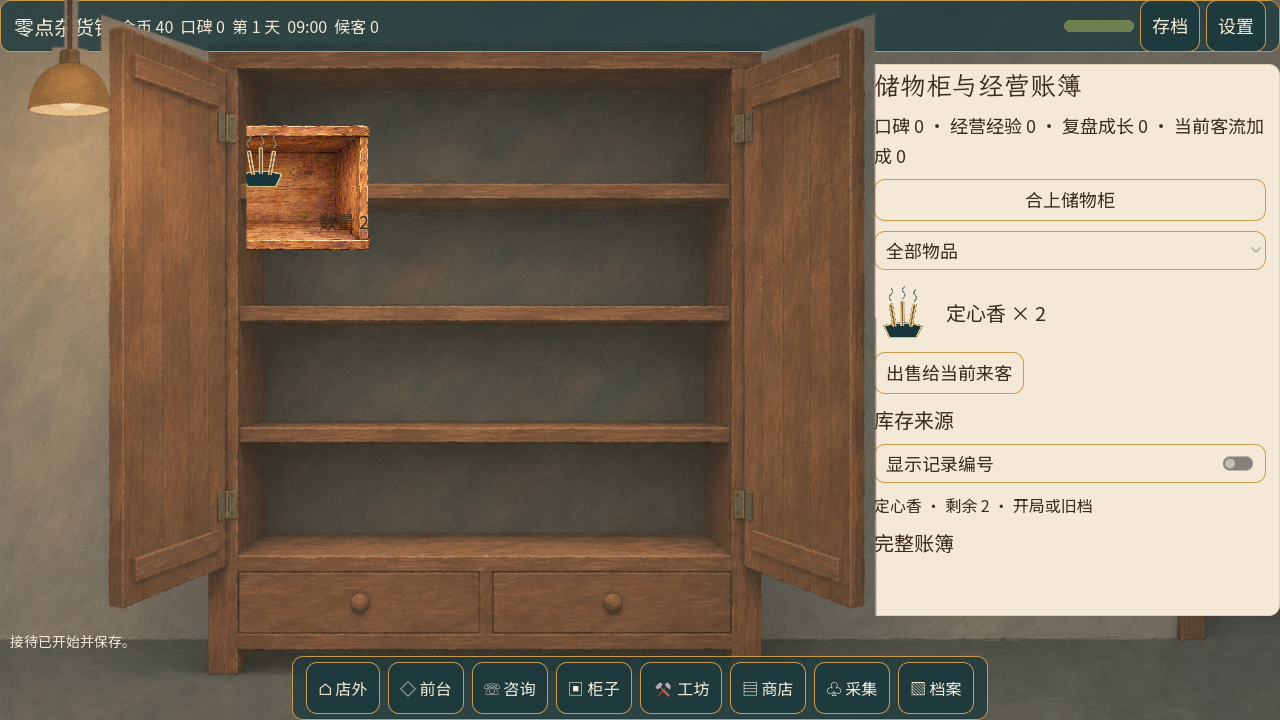 零点杂货铺 金币 40 口碑 0 第 1 天 09:00 候客 0
存档
设置
储物柜与经营账簿
口碑 0 · 经营经验 0 · 复盘成长 0 · 当前客流加
成 0
合上储物柜
全部物品
数量 2
定心香 × 2
出售给当前来客
库存来源
显示记录编号
定心香 · 剩余 2 · 开局或旧档
完整账簿
接待已开始并保存。
店外
前台
咨询
柜子
工坊
商店
采集
档案